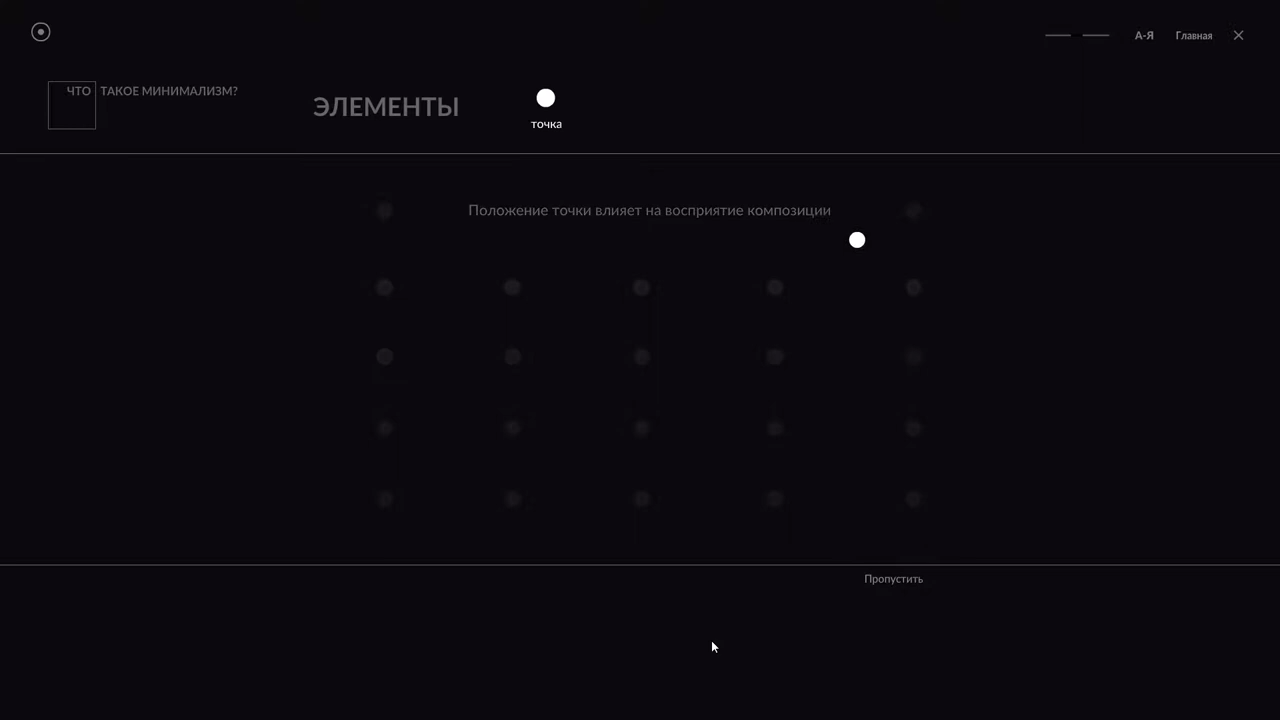 А-Я Главная
ЧТО ТАКОЕ МИНИМАЛИЗМ?
ЭЛЕМЕНТЫ
точка
Положение точки влияет на восприятие композиции
Пропустить